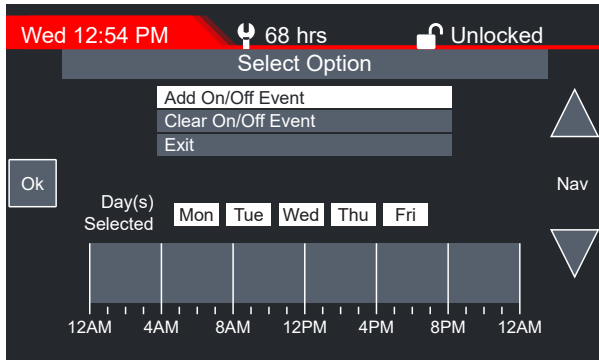 Wed 12:54 PM 68 hrs Unlocked
Select Option
Add On/Off Event
Clear On/Off Event
Exit
Ok
Nav
Day(s)
Selected
Mon Tue Wed Thu Fri
12AM 4AM 8AM 12PM 4PM 8PM 12AM